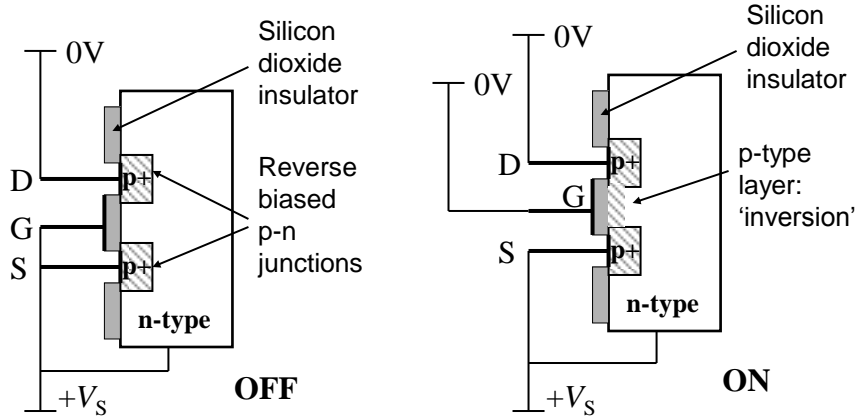 0V
Silicon
dioxide
insulator
D
p+
G
S
p+
Reverse
biased
p-n
junctions
n-type
+VS
OFF
0V
0V
Silicon
dioxide
insulator
D
p+
G
S
p+
p-type
layer:
‘inversion’
n-type
+VS
ON